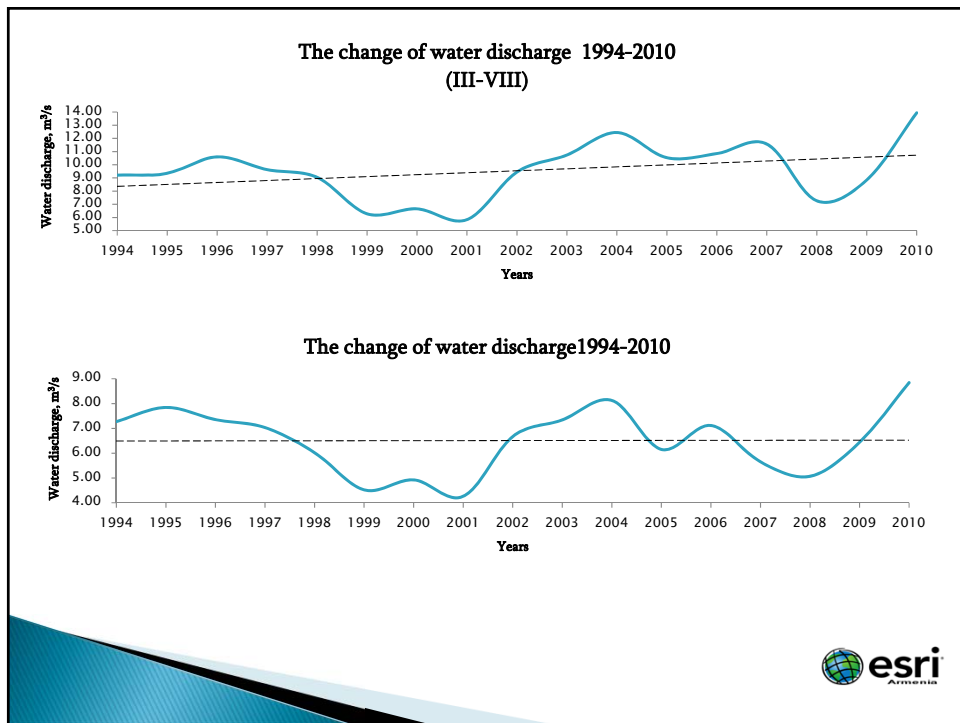 The change of water discharge 1994-2010
(III-VIII)
Water discharge, m³/s
14.00
13.00
12.00
11.00
10.00
9.00
8.00
7.00
6.00
5.00
1994 1995 1996 1997 1998 1999 2000 2001 2002 2003 2004 2005 2006 2007 2008 2009 2010
Years
The change of water discharge1994-2010
Water discharge, m³/s
9.00
8.00
7.00
6.00
5.00
4.00
1994 1995 1996 1997 1998 1999 2000 2001 2002 2003 2004 2005 2006 2007 2008 2009 2010
Years
esri
Armenia